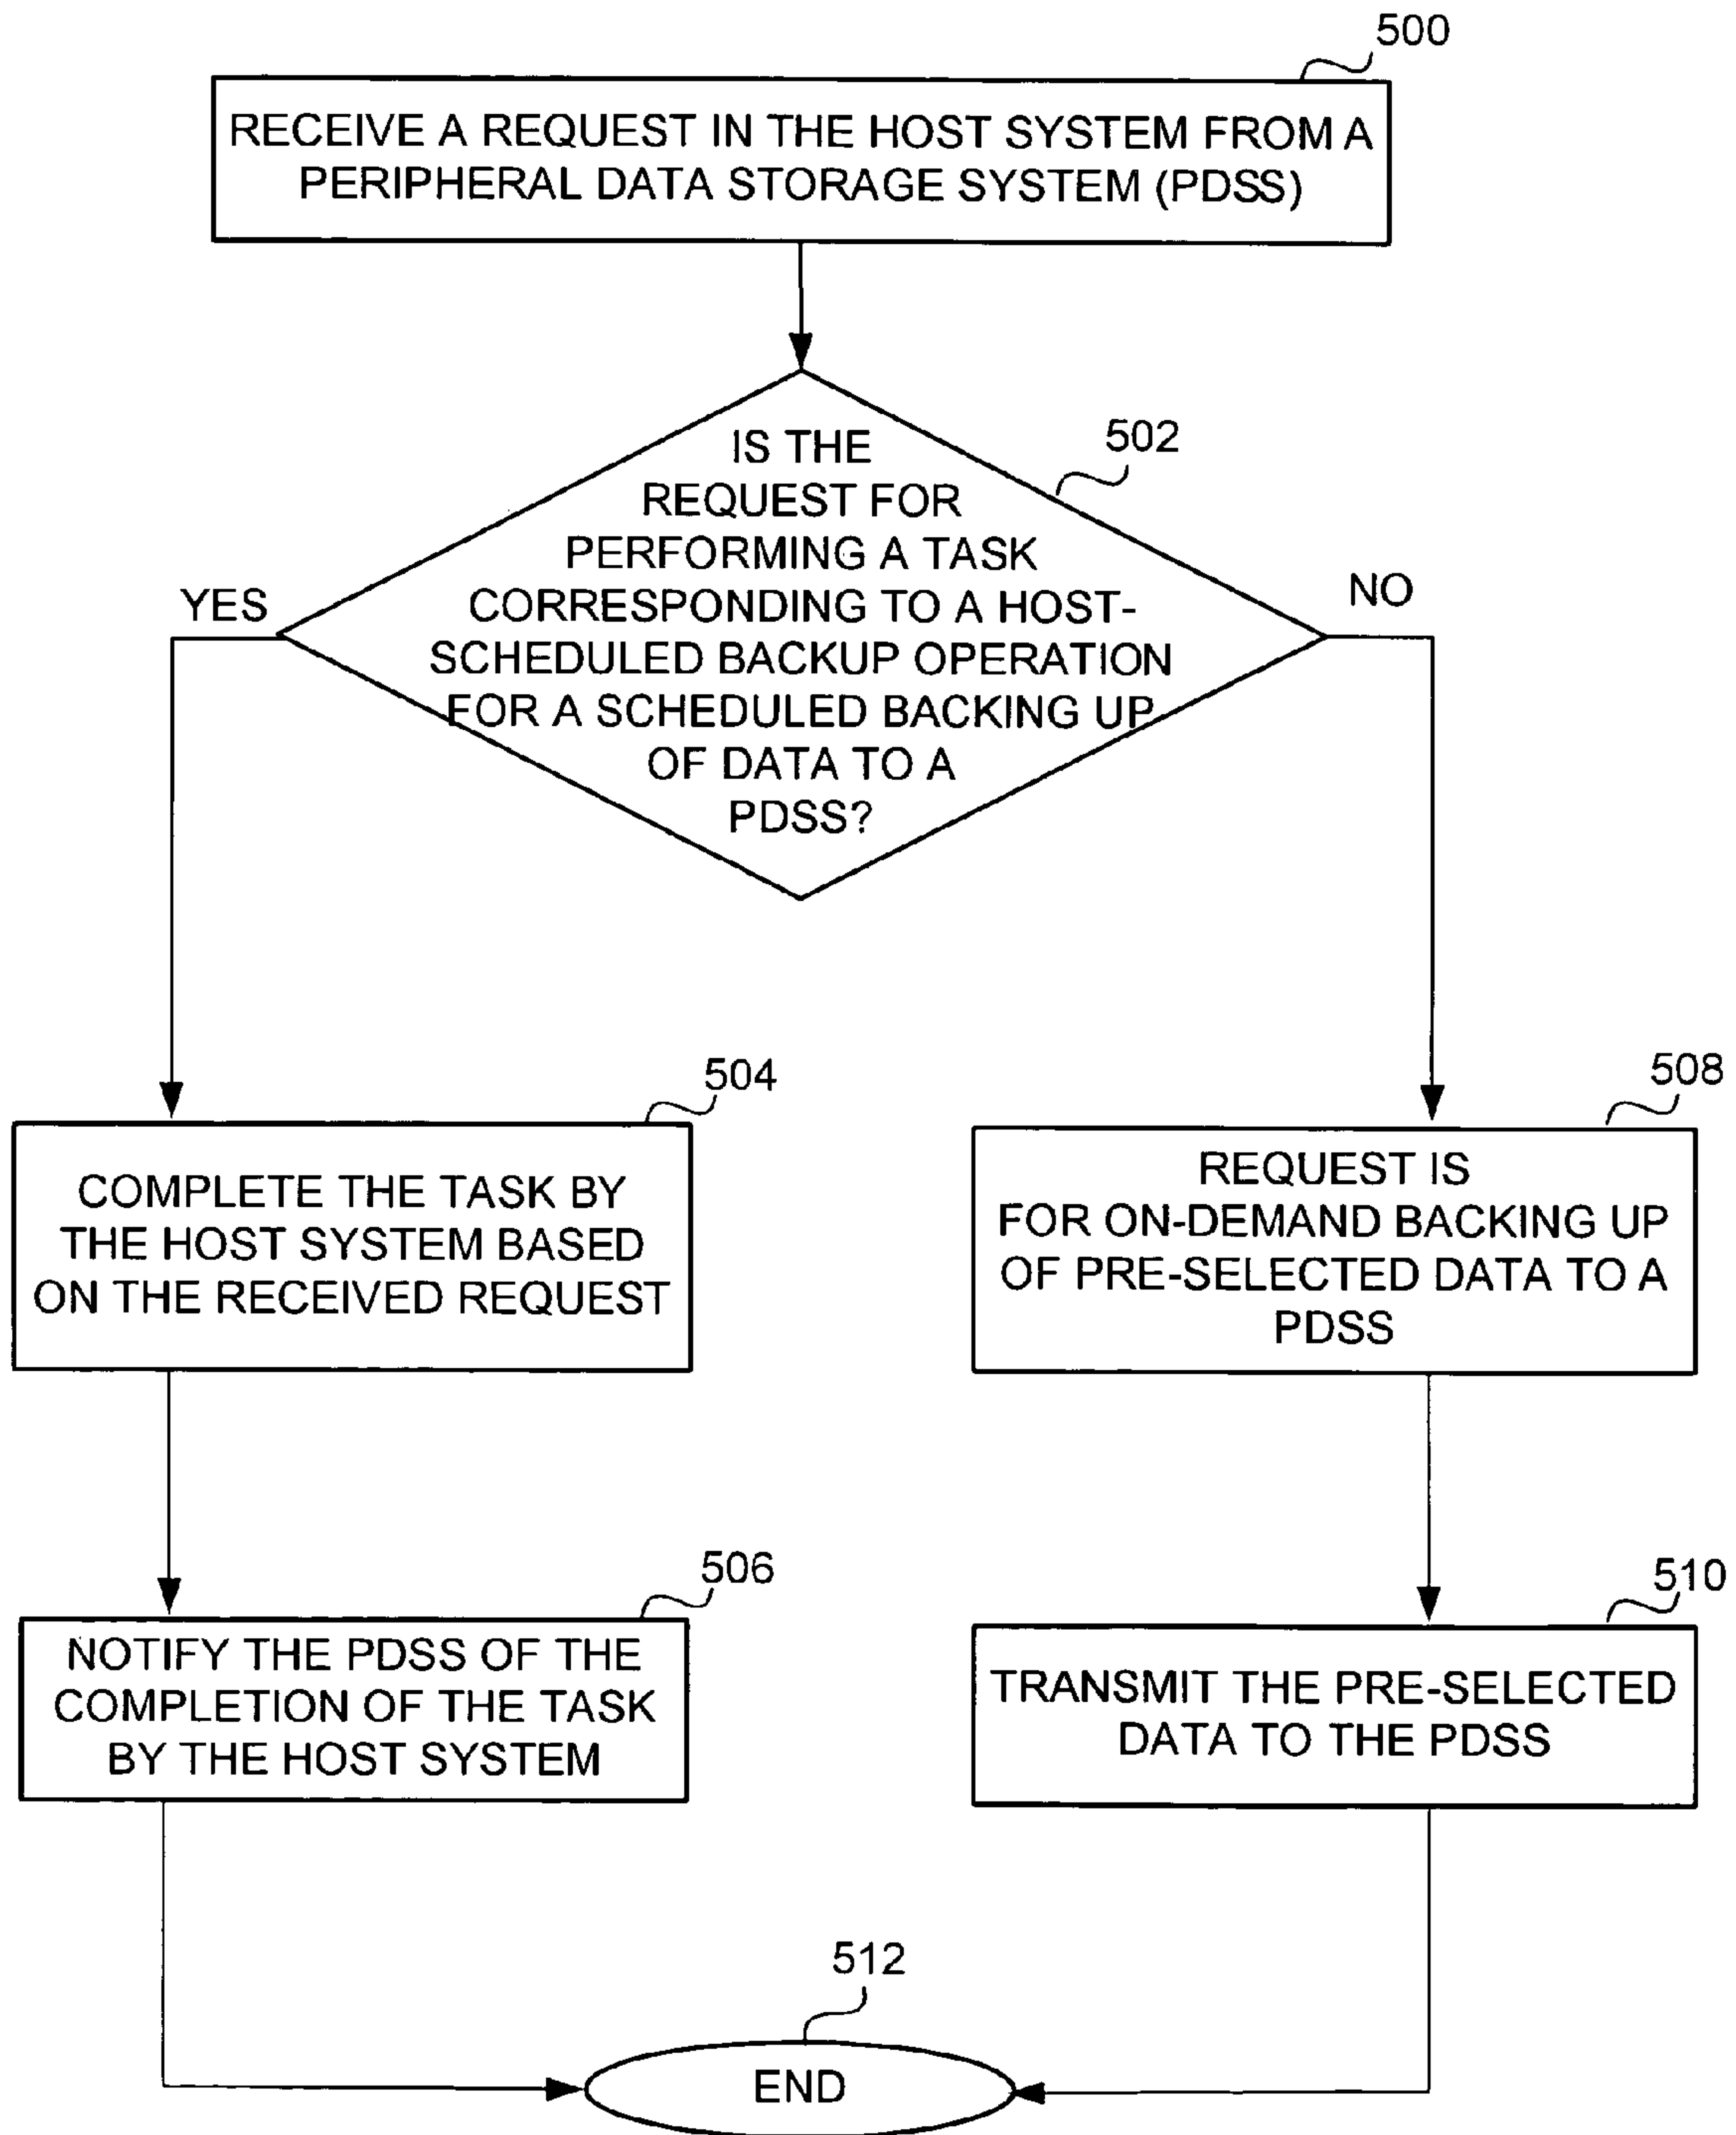 500
RECEIVE A REQUEST IN THE HOST SYSTEM FROM A
PERIPHERAL DATA STORAGE SYSTEM (PDSS)
502
IS THE
REQUEST FOR
PERFORMING A TASK
CORRESPONDING TO A HOST-
SCHEDULED BACKUP OPERATION
FOR A SCHEDULED BACKING UP
OF DATA TO A
PDSS?
YES
NO
504
COMPLETE THE TASK BY
THE HOST SYSTEM BASED
ON THE RECEIVED REQUEST
508
REQUEST IS
FOR ON-DEMAND BACKING UP
OF PRE-SELECTED DATA TO A
PDSS
506
NOTIFY THE PDSS OF THE
COMPLETION OF THE TASK
BY THE HOST SYSTEM
510
TRANSMIT THE PRE-SELECTED
DATA TO THE PDSS
512
END